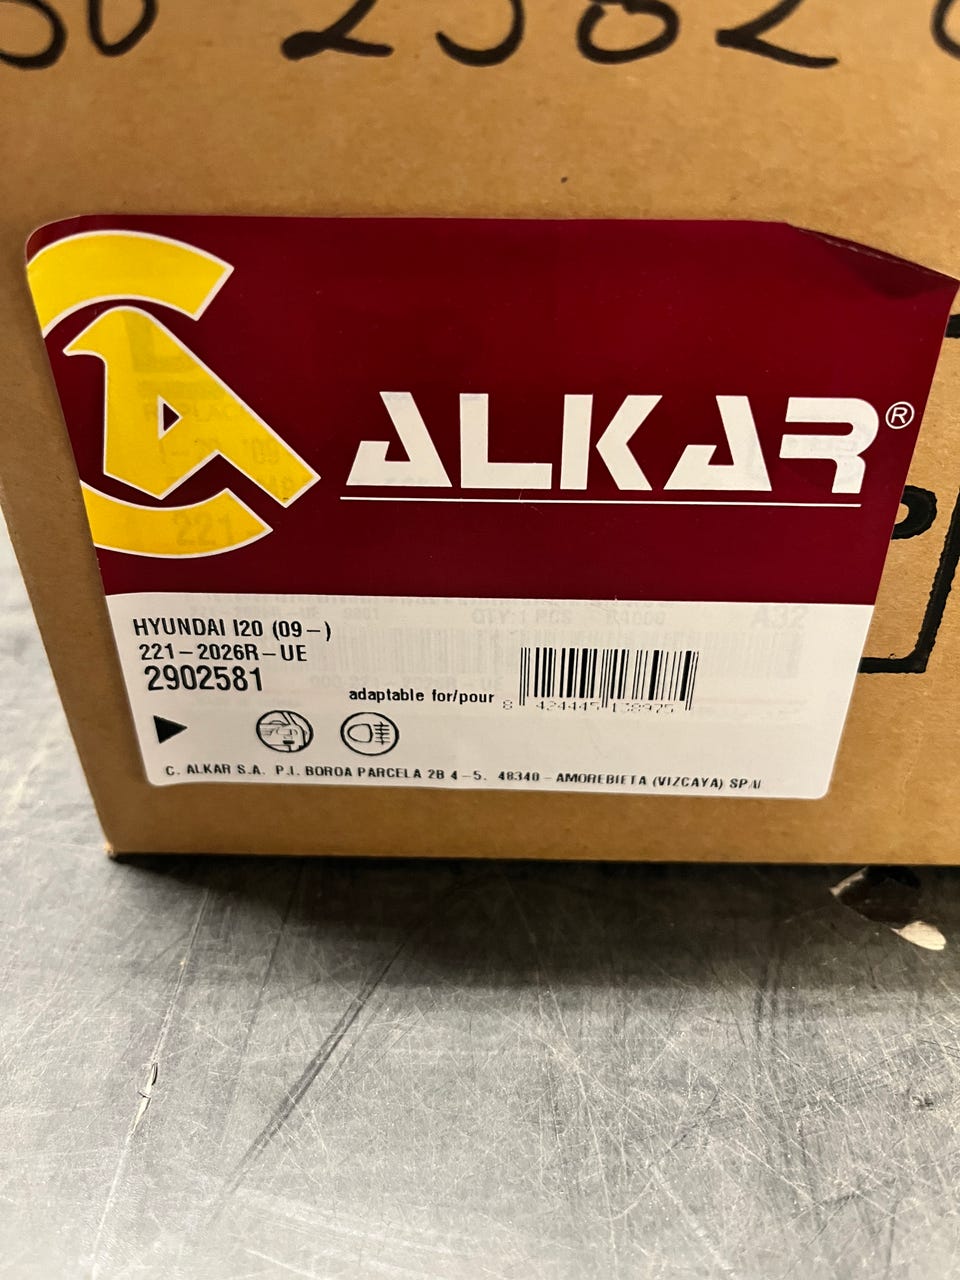 2582
ALKAR®
HYUNDAI I20 (09-)
221-2026R-UE
2902581
adaptable for/pour
8 424445 138975
C. ALKAR S.A. P.I. BOROA PARCELA 2B 4-5. 48340 - AMOREBIETA (VIZCAYA)